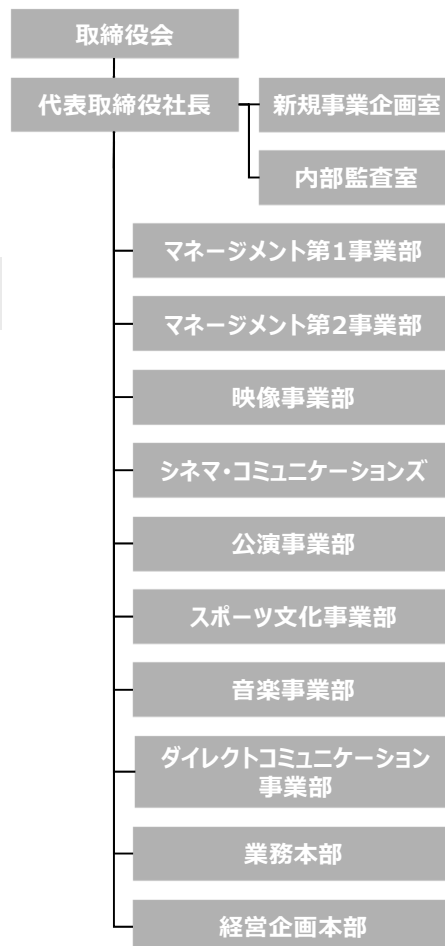 取締役会
代表取締役社長
新規事業企画室
内部監査室
マネージメント第1事業部
マネージメント第2事業部
映像事業部
シネマ・コミュニケーションズ
公演事業部
スポーツ文化事業部
音楽事業部
ダイレクトコミュニケーション
事業部
業務本部
経営企画本部